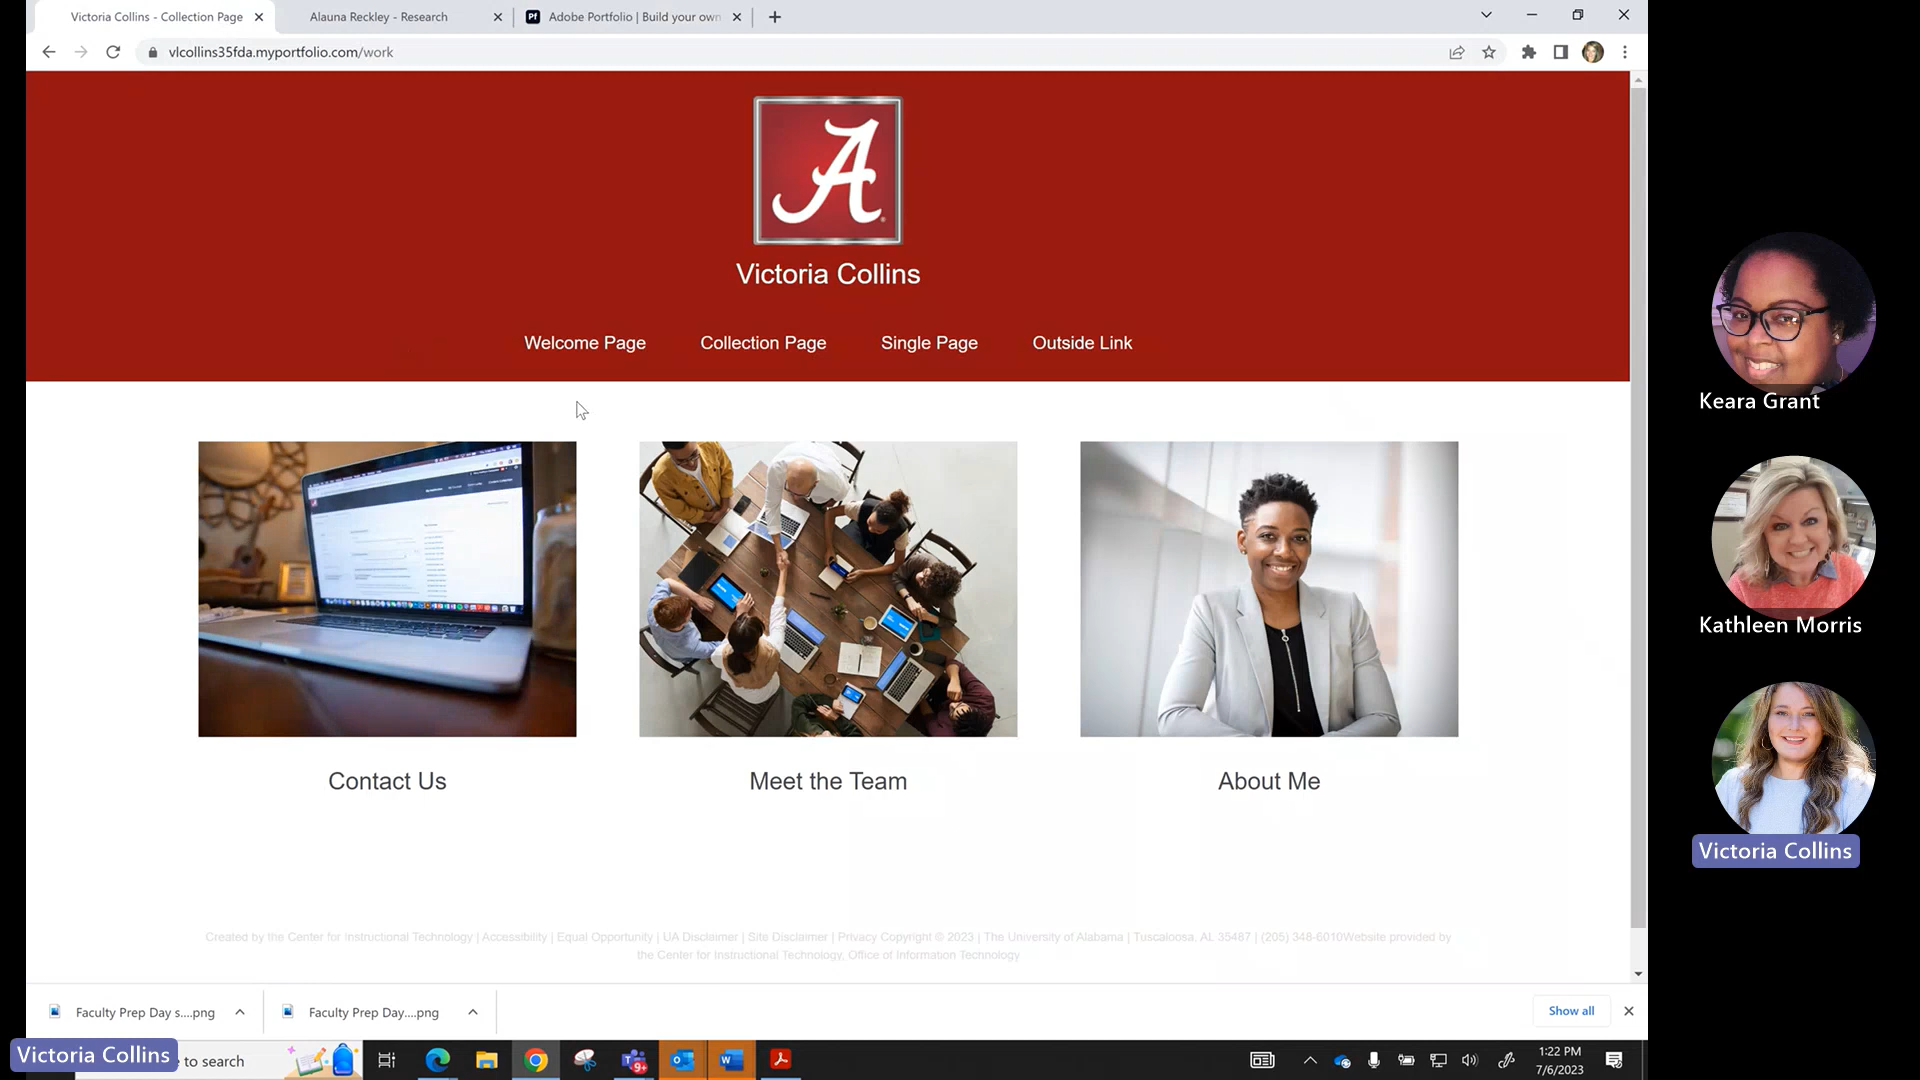 Victoria Collins - Collection Page
Alauna Reckley - Research
Pf Adobe Portfolio | Build your own
vlcollins35fda.myportfolio.com/work
A
Victoria Collins
Welcome Page Collection Page Single Page Outside Link
Contact Us
Meet the Team
About Me
Created by the Center for Instructional Technology | Accessibility | Equal Opportunity | UA Disclaimer | Site Disclaimer | Privacy Copyright © 2023 | The University of Alabama | Tuscaloosa, AL 35487 | (205) 348-6010Website provided by
the Center for Instructional Technology, Office of Information Technology
Faculty Prep Day s....png
Faculty Prep Day....png
Show all
Victoria Collins
to search
9+
1:22 PM
7/6/2023
Keara Grant
Kathleen Morris
Victoria Collins